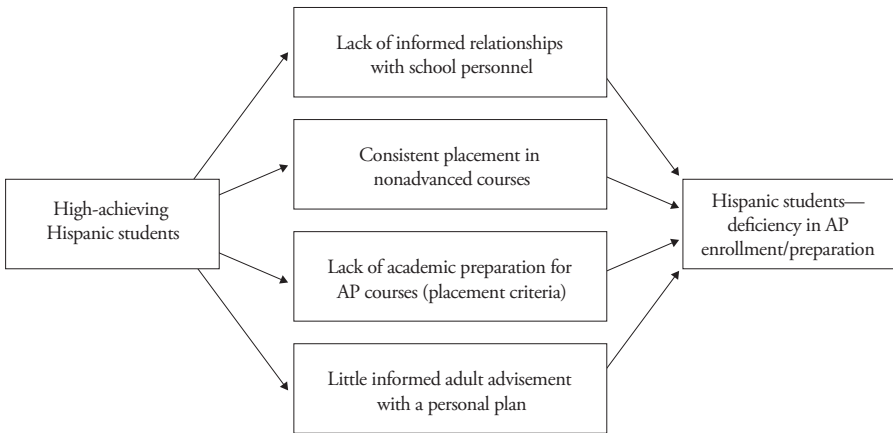 Lack of informed relationships
with school personnel
Consistent placement in
nonadvanced courses
High-achieving
Hispanic students
Hispanic students—
deficiency in AP
enrollment/preparation
Lack of academic preparation for
AP courses (placement criteria)
Little informed adult advisement
with a personal plan